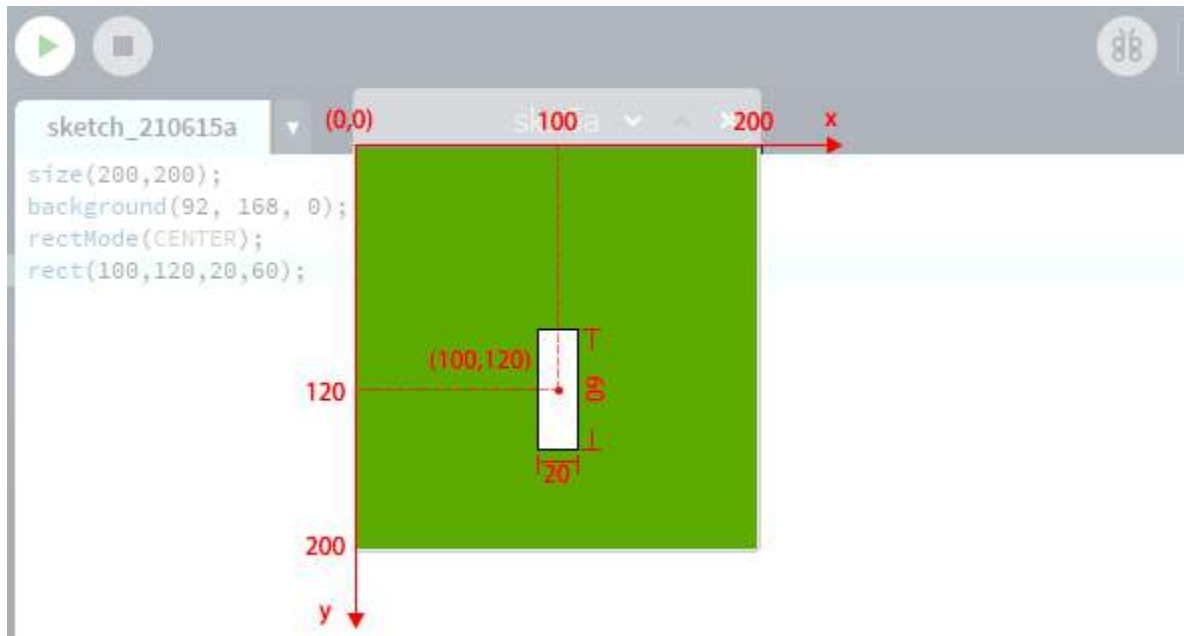 sketch_210615a
(0,0)
100
200
x
size(200,200);
background(92, 168, 0);
rectMode(CENTER);
rect(100,120,20,60);
(100,120)
120
60
20
200
y